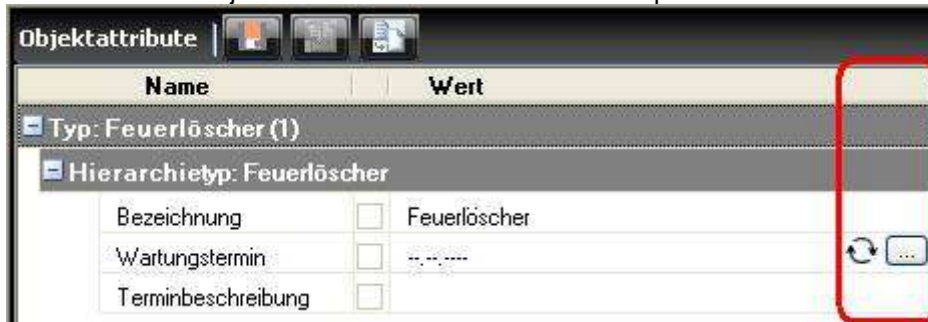 Objektattribute
Name Wert
Typ: Feuerlöscher (1)
Hierarchietyp: Feuerlöscher
Bezeichnung Feuerlöscher
Wartungstermin --.--.---- ...
Terminbeschreibung